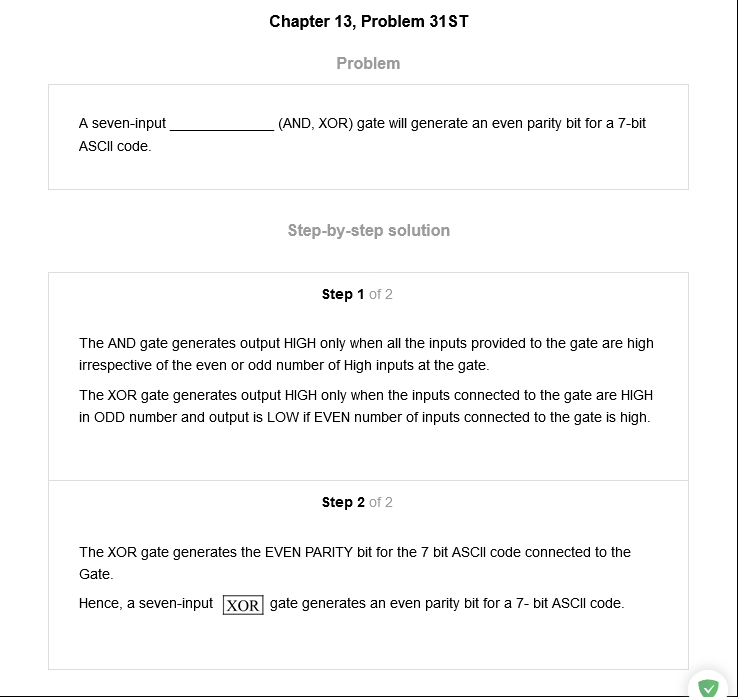 Chapter 13, Problem 31ST
Problem
A seven-input ______________ (AND, XOR) gate will generate an even parity bit for a 7-bit
ASCII code.
Step-by-step solution
Step 1 of 2
The AND gate generates output HIGH only when all the inputs provided to the gate are high
irrespective of the even or odd number of High inputs at the gate.
The XOR gate generates output HIGH only when the inputs connected to the gate are HIGH
in ODD number and output is LOW if EVEN number of inputs connected to the gate is high.
Step 2 of 2
The XOR gate generates the EVEN PARITY bit for the 7 bit ASCII code connected to the
Gate.
Hence, a seven-input XOR gate generates an even parity bit for a 7- bit ASCII code.